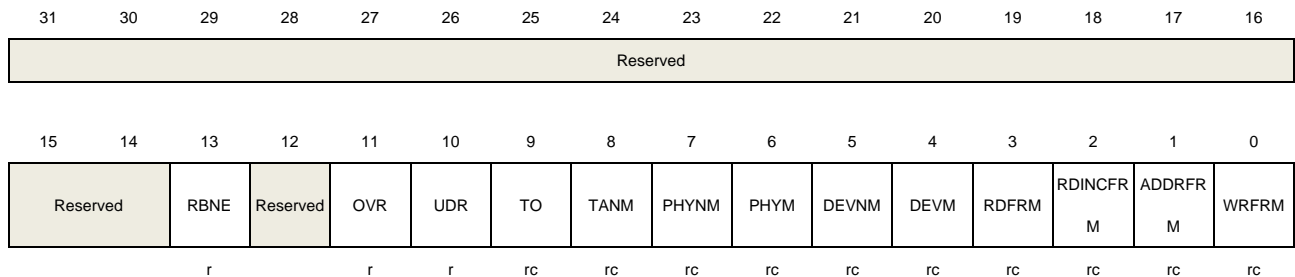 31 30 29 28 27 26 25 24 23 22 21 20 19 18 17 16
Reserved
15 14 13 12 11 10 9 8 7 6 5 4 3 2 1 0
Reserved RBNE Reserved OVR UDR TO TANM PHYNM PHYM DEVNM DEVM RDFRM RDINCFR ADDRFR WRFRM
M M
r r r rc rc rc rc rc rc rc rc rc rc